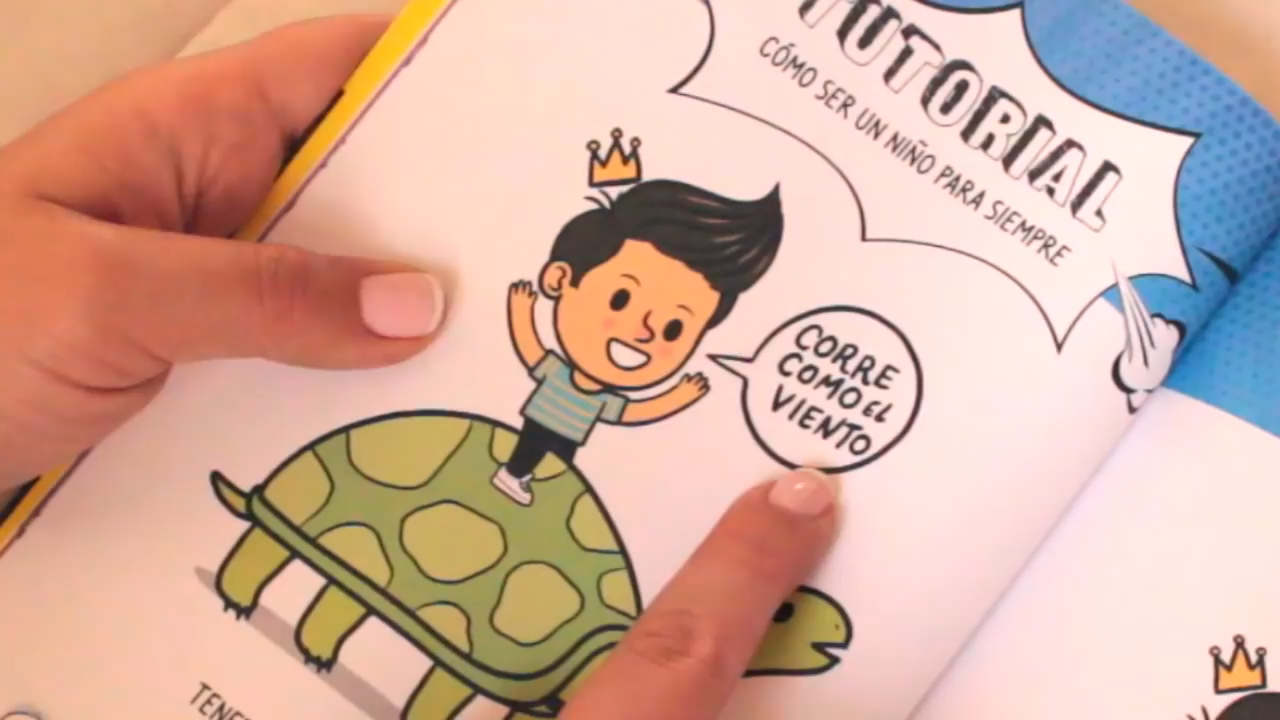 TUTORIAL
CÓMO SER UN NIÑO PARA SIEMPRE
CORRE
COMO EL
VIENTO